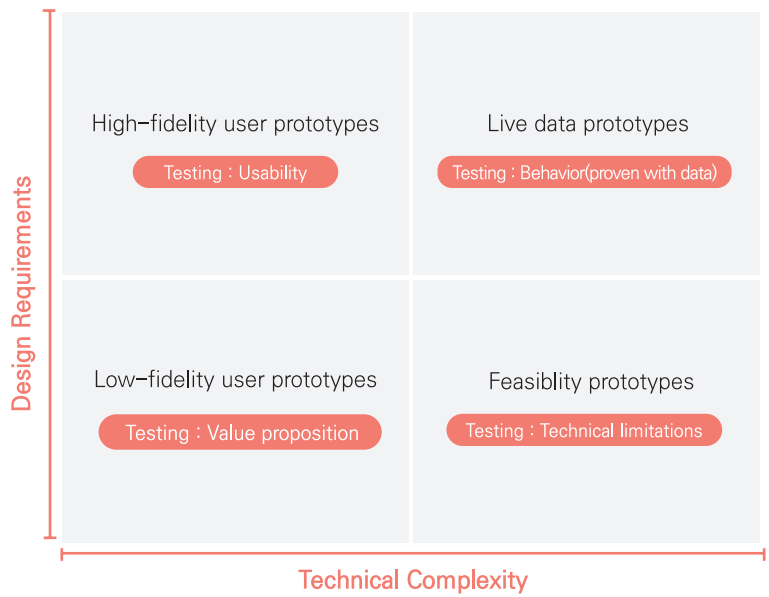 Design Requirements
High-fidelity user prototypes
Testing : Usability
Live data prototypes
Testing : Behavior(proven with data)
Low-fidelity user prototypes
Testing : Value proposition
Feasiblity prototypes
Testing : Technical limitations
Technical Complexity